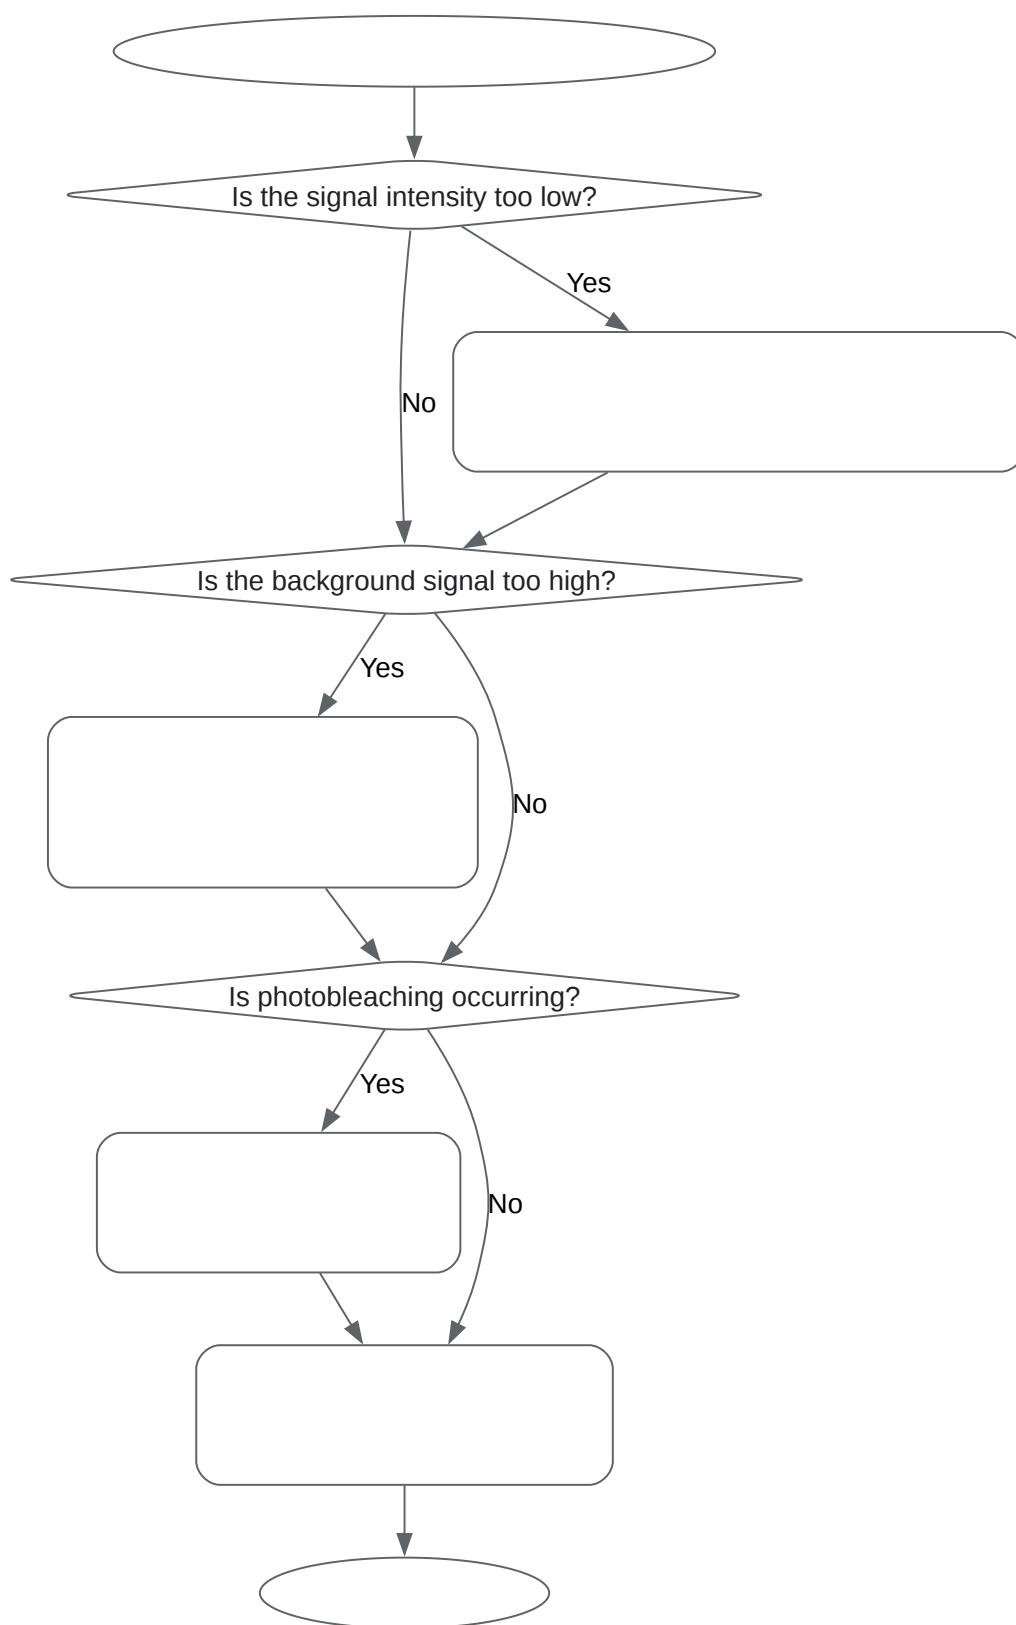 Is the signal intensity too low?
Yes
No
Is the background signal too high?
Yes
No
Is photobleaching occurring?
Yes
No